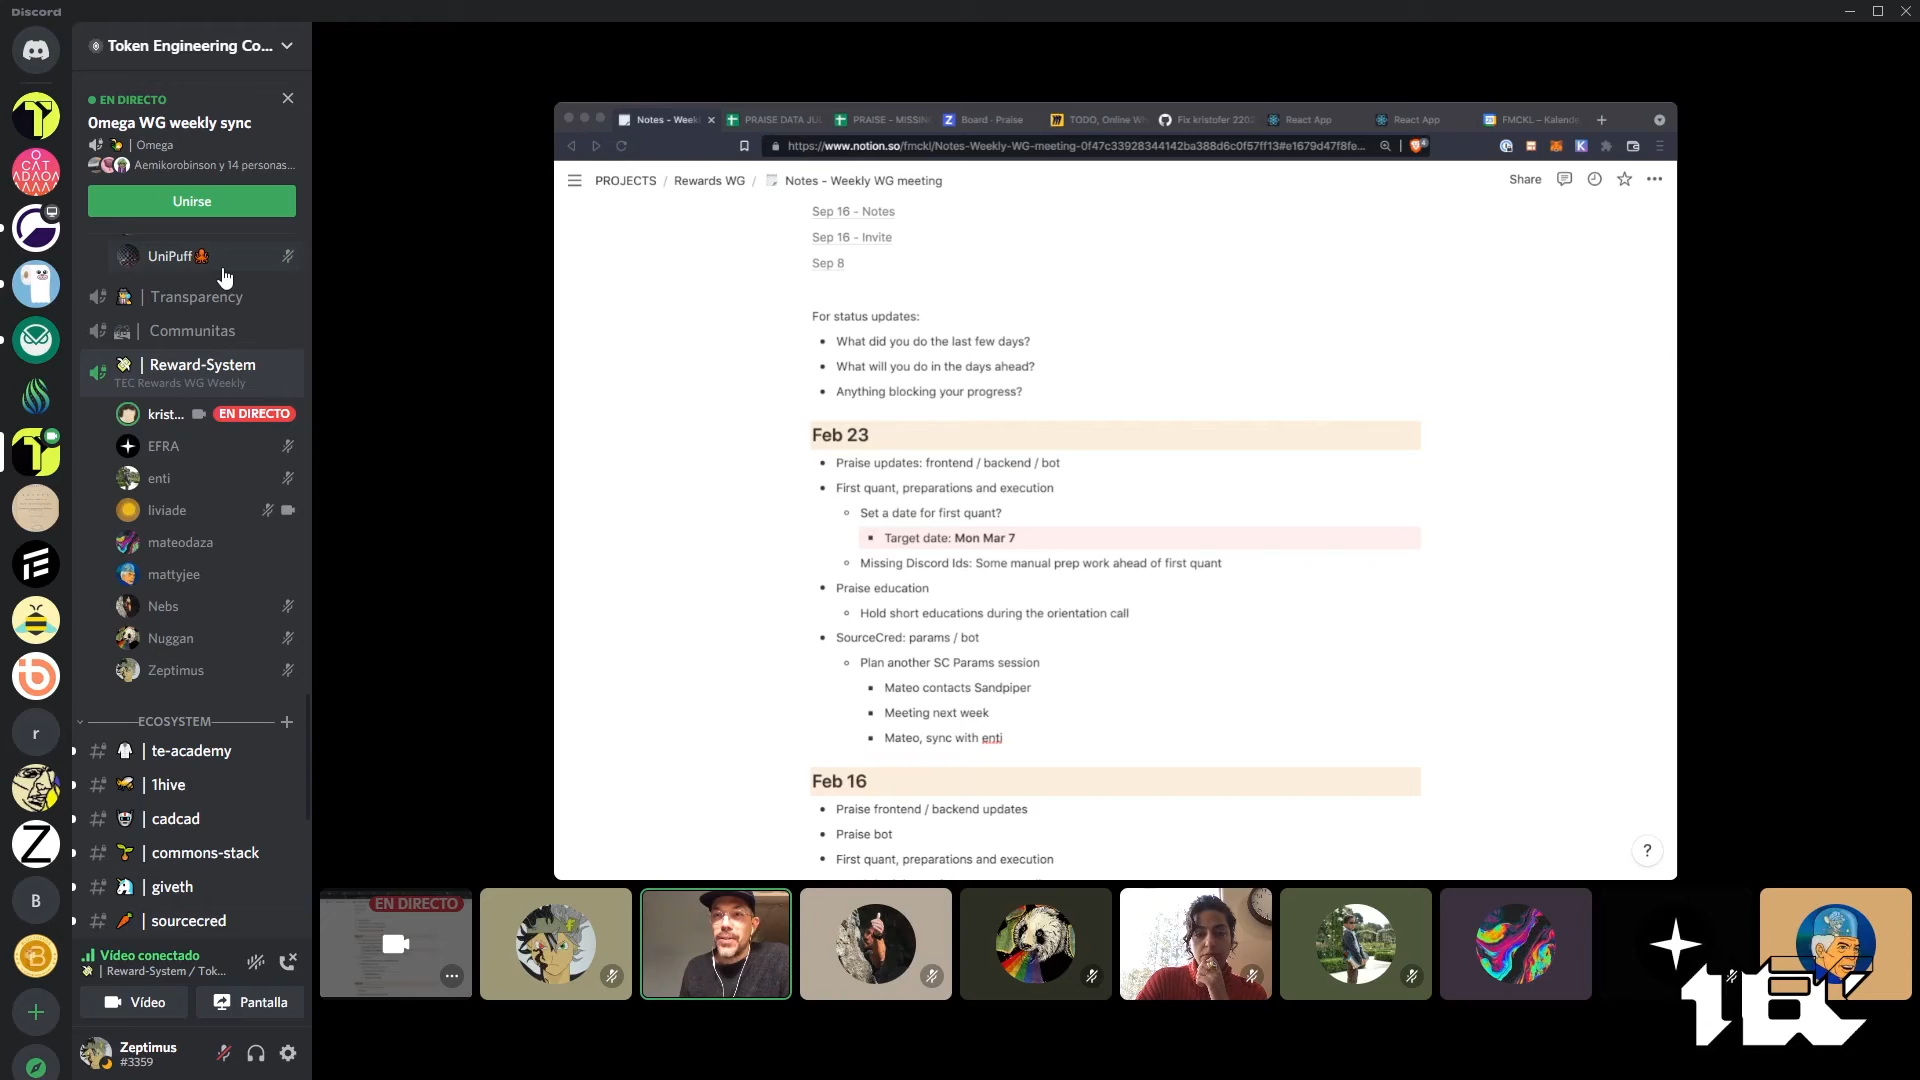 Discord
Token Engineering Co...
EN DIRECTO
Omega WG weekly sync
| Omega
Aemikorobinson y 14 personas...
Unirse
UniPuff
| Transparency
| Communitas
| Reward-System
TEC Rewards WG Weekly
krist... EN DIRECTO
EFRA
enti
liviade
mateodaza
mattyjee
Nebs
Nuggan
Zeptimus
ECOSYSTEM
| te-academy
| 1hive
| cadcad
| commons-stack
| giveth
| sourcecred
r
B
Vídeo conectado
| Reward-System / Tok...
Vídeo
Pantalla
Zeptimus
#3359
Notes - Week
PRAISE DATA JUL
PRAISE – MISSIN
Board - Praise
TODO, Online Wh
Fix kristofer 2202
React App
React App
FMCKL – Kalende
https://www.notion.so/fmckl/Notes-Weekly-WG-meeting-0f47c33928344142ba388d6c0f57ff13#e1679d47f8fe...
PROJECTS / Rewards WG / Notes - Weekly WG meeting
Share
Sep 16 - Notes
Sep 16 - Invite
Sep 8
For status updates:
• What did you do the last few days?
• What will you do in the days ahead?
• Anything blocking your progress?
Feb 23
• Praise updates: frontend / backend / bot
• First quant, preparations and execution
◦ Set a date for first quant?
▪ Target date: Mon Mar 7
◦ Missing Discord Ids: Some manual prep work ahead of first quant
• Praise education
◦ Hold short educations during the orientation call
• SourceCred: params / bot
◦ Plan another SC Params session
▪ Mateo contacts Sandpiper
▪ Meeting next week
▪ Mateo, sync with enti
Feb 16
• Praise frontend / backend updates
• Praise bot
• First quant, preparations and execution
?
EN DIRECTO
TEC